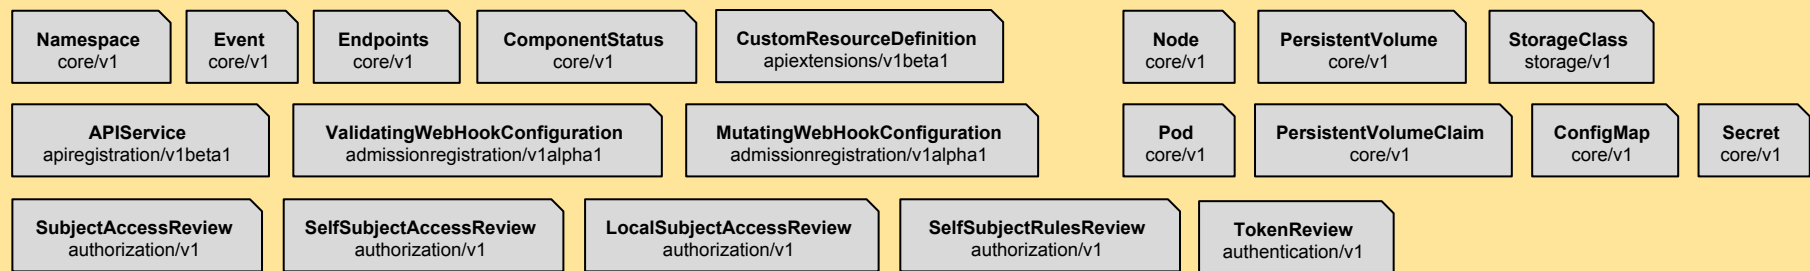 Namespace
core/v1
Event
core/v1
Endpoints
core/v1
ComponentStatus
core/v1
CustomResourceDefinition
apiextensions/v1beta1
Node
core/v1
PersistentVolume
core/v1
StorageClass
storage/v1
APIService
apiregistration/v1beta1
ValidatingWebHookConfiguration
admissionregistration/v1alpha1
MutatingWebHookConfiguration
admissionregistration/v1alpha1
Pod
core/v1
PersistentVolumeClaim
core/v1
ConfigMap
core/v1
Secret
core/v1
SubjectAccessReview
authorization/v1
SelfSubjectAccessReview
authorization/v1
LocalSubjectAccessReview
authorization/v1
SelfSubjectRulesReview
authorization/v1
TokenReview
authentication/v1